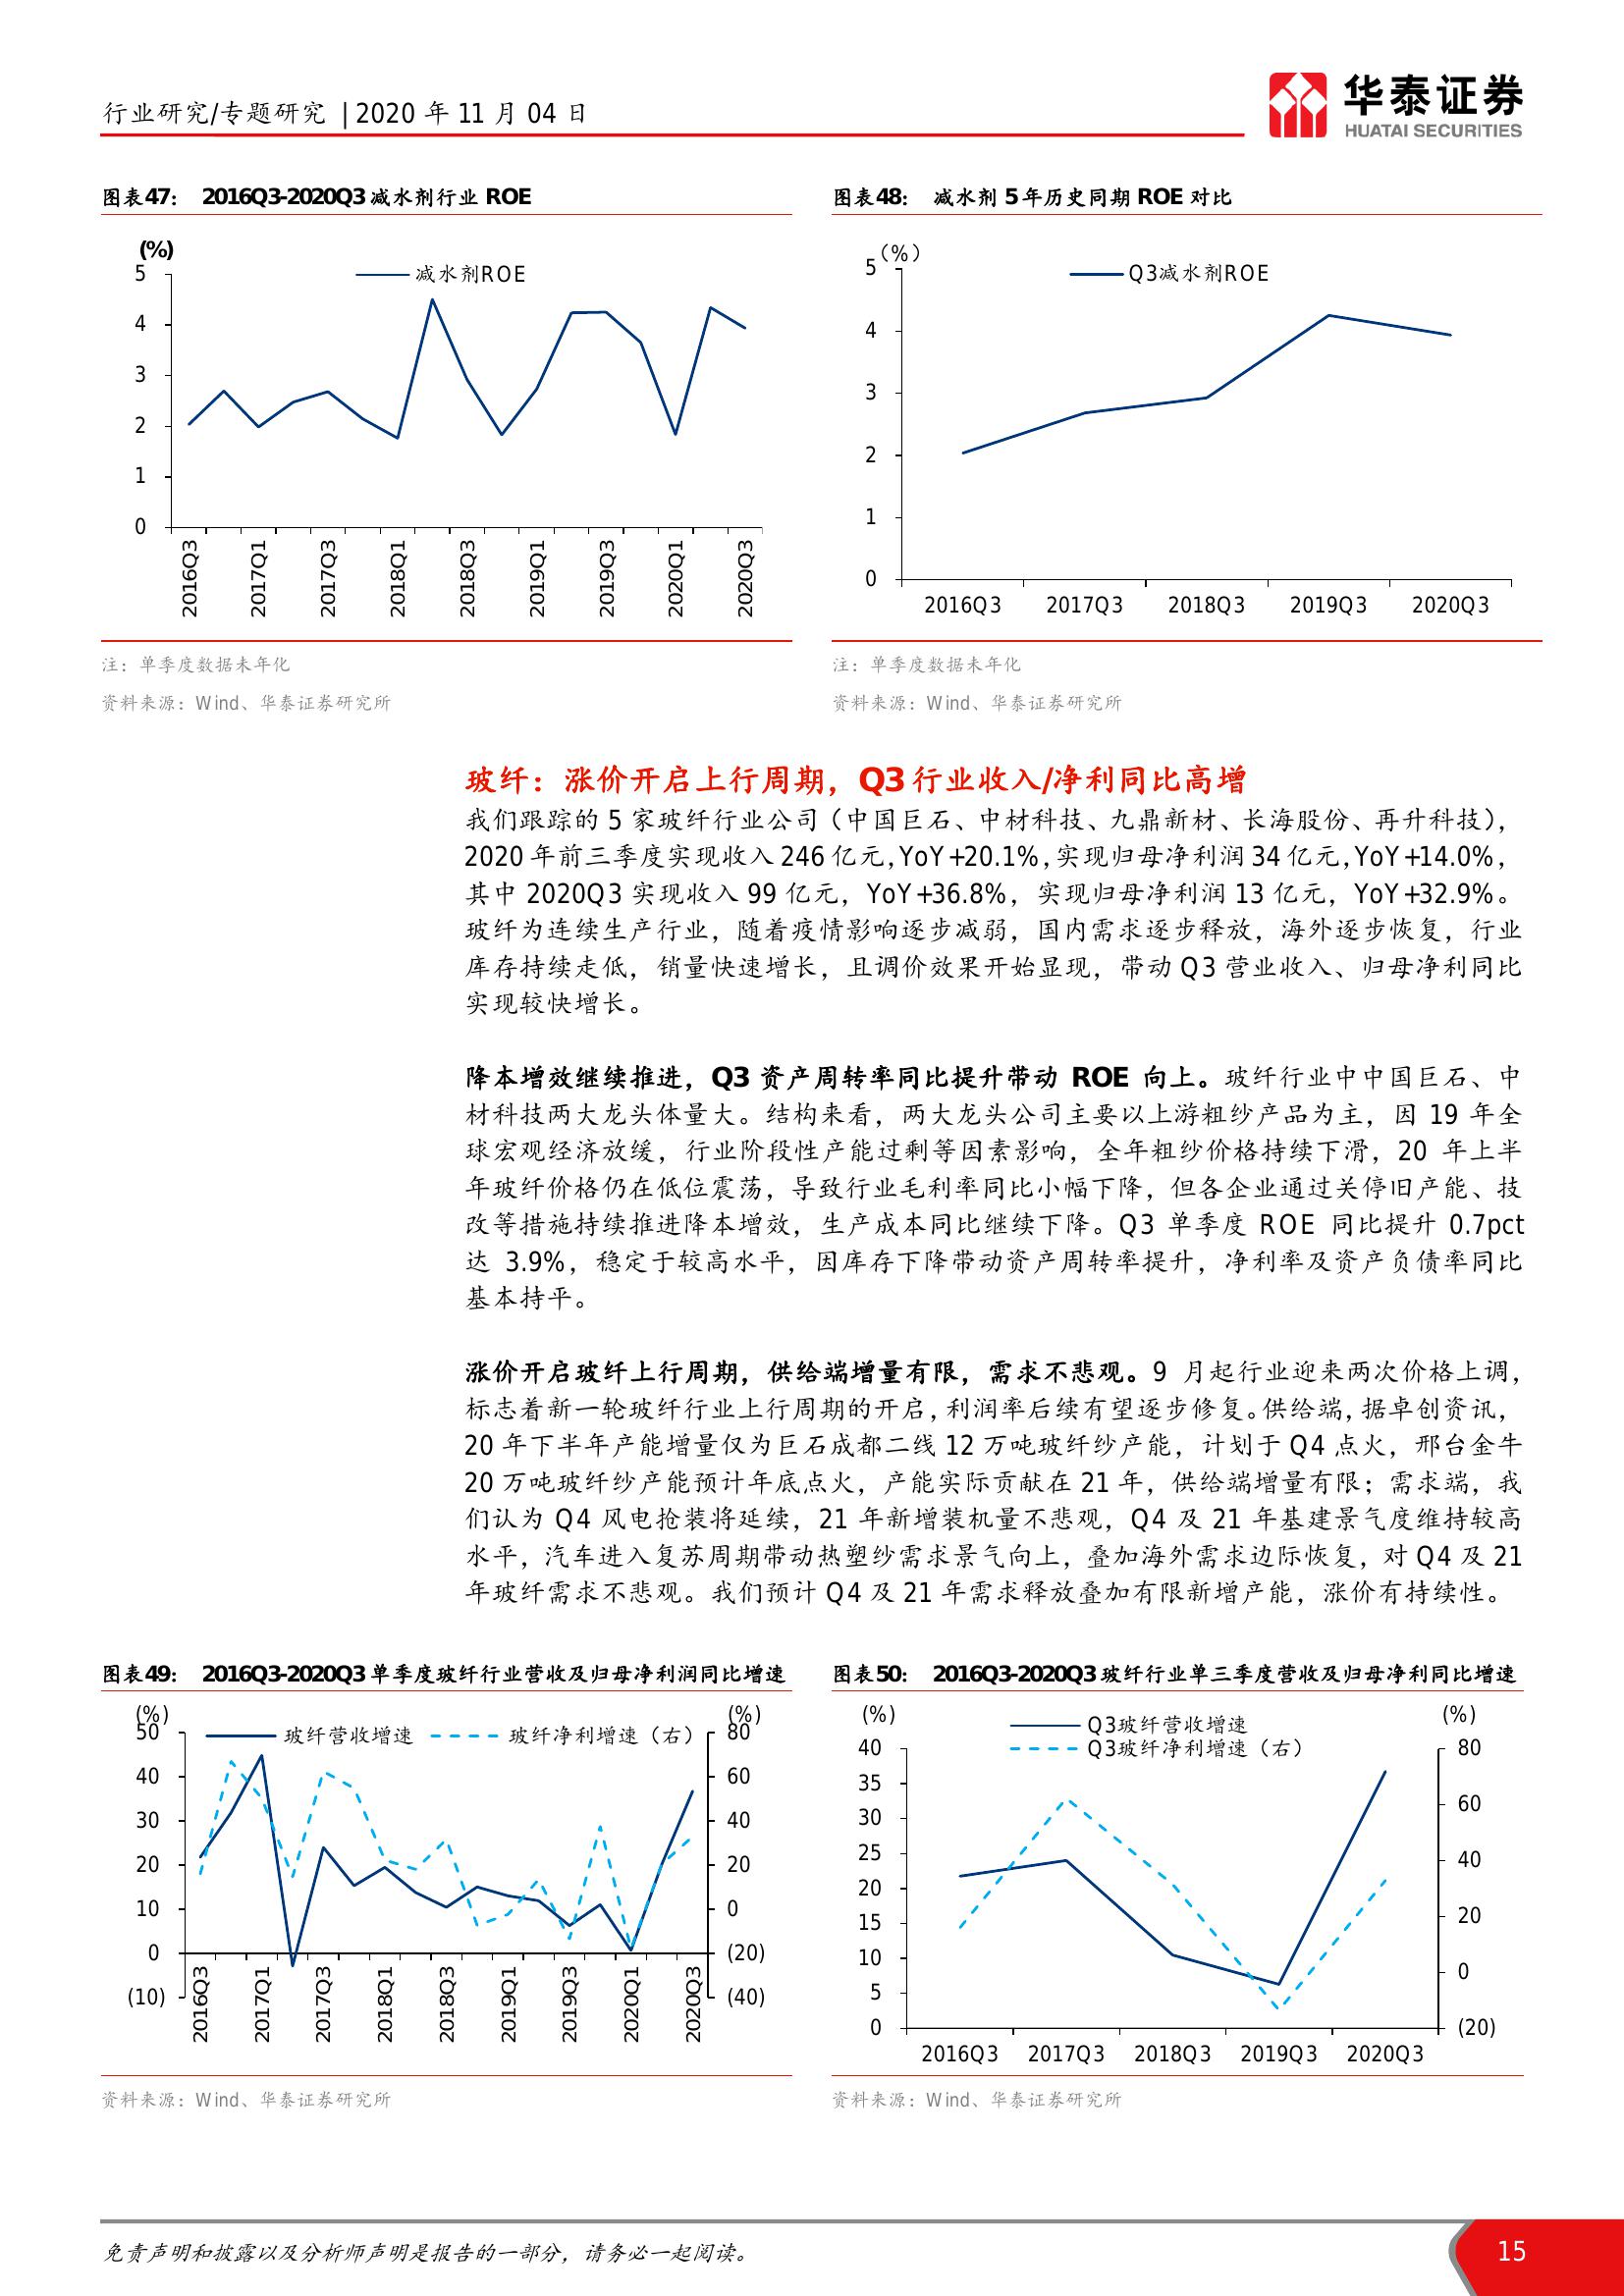 行业研究/专题研究 | 2020 年 11 月 04 日
华泰证券
HUATAI SECURITIES
图表47： 2016Q3-2020Q3 减水剂行业 ROE
(%)
减水剂ROE
5
4
3
2
1
0
2016Q3
2017Q1
2017Q3
2018Q1
2018Q3
2019Q1
2019Q3
2020Q1
2020Q3
注：单季度数据未年化
资料来源：Wind、华泰证券研究所
图表48： 减水剂 5 年历史同期 ROE 对比
（%）
Q3减水剂ROE
5
4
3
2
1
0
2016Q3 2017Q3 2018Q3 2019Q3 2020Q3
注：单季度数据未年化
资料来源：Wind、华泰证券研究所
玻纤：涨价开启上行周期，Q3 行业收入/净利同比高增
我们跟踪的 5 家玻纤行业公司（中国巨石、中材科技、九鼎新材、长海股份、再升科技），
2020 年前三季度实现收入 246 亿元，YoY+20.1%，实现归母净利润 34 亿元，YoY+14.0%，
其中 2020Q3 实现收入 99 亿元，YoY+36.8%，实现归母净利润 13 亿元，YoY+32.9%。
玻纤为连续生产行业，随着疫情影响逐步减弱，国内需求逐步释放，海外逐步恢复，行业
库存持续走低，销量快速增长，且调价效果开始显现，带动 Q3 营业收入、归母净利同比
实现较快增长。
降本增效继续推进，Q3 资产周转率同比提升带动 ROE 向上。玻纤行业中中国巨石、中
材科技两大龙头体量大。结构来看，两大龙头公司主要以上游粗纱产品为主，因 19 年全
球宏观经济放缓，行业阶段性产能过剩等因素影响，全年粗纱价格持续下滑，20 年上半
年玻纤价格仍在低位震荡，导致行业毛利率同比小幅下降，但各企业通过关停旧产能、技
改等措施持续推进降本增效，生产成本同比继续下降。Q3 单季度 ROE 同比提升 0.7pct
达 3.9%，稳定于较高水平，因库存下降带动资产周转率提升，净利率及资产负债率同比
基本持平。
涨价开启玻纤上行周期，供给端增量有限，需求不悲观。9 月起行业迎来两次价格上调，
标志着新一轮玻纤行业上行周期的开启，利润率后续有望逐步修复。供给端，据卓创资讯，
20 年下半年产能增量仅为巨石成都二线 12 万吨玻纤纱产能，计划于 Q4 点火，邢台金牛
20 万吨玻纤纱产能预计年底点火，产能实际贡献在 21 年，供给端增量有限；需求端，我
们认为 Q4 风电抢装将延续，21 年新增装机量不悲观，Q4 及 21 年基建景气度维持较高
水平，汽车进入复苏周期带动热塑纱需求景气向上，叠加海外需求边际恢复，对 Q4 及 21
年玻纤需求不悲观。我们预计 Q4 及 21 年需求释放叠加有限新增产能，涨价有持续性。
图表49： 2016Q3-2020Q3 单季度玻纤行业营收及归母净利润同比增速
(%) (%)
玻纤营收增速 玻纤净利增速（右）
50
40
30
20
10
0
(10)
80
60
40
20
0
(20)
(40)
2016Q3
2017Q1
2017Q3
2018Q1
2018Q3
2019Q1
2019Q3
2020Q1
2020Q3
资料来源：Wind、华泰证券研究所
图表50： 2016Q3-2020Q3 玻纤行业单三季度营收及归母净利同比增速
(%) (%)
Q3玻纤营收增速
Q3玻纤净利增速（右）
40
35
30
25
20
15
10
5
0
80
60
40
20
0
(20)
2016Q3 2017Q3 2018Q3 2019Q3 2020Q3
资料来源：Wind、华泰证券研究所
免责声明和披露以及分析师声明是报告的一部分，请务必一起阅读。
15